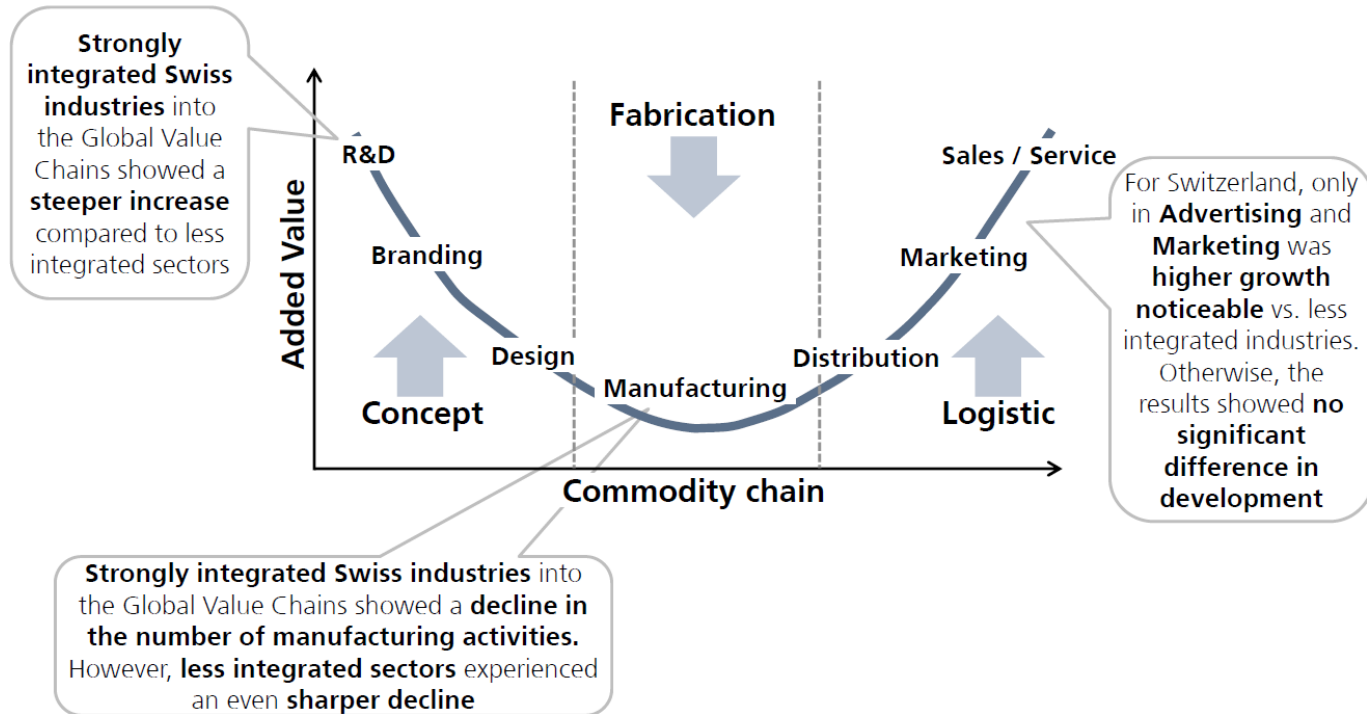 Strongly
integrated Swiss
industries into
the Global Value
Chains showed a
steeper increase
compared to less
integrated sectors
Added Value
R&D
Branding
Design
Concept
Fabrication
Manufacturing
Sales / Service
Marketing
Distribution
Logistic
Commodity chain
For Switzerland, only
in Advertising and
Marketing was
higher growth
noticeable vs. less
integrated industries.
Otherwise, the
results showed no
significant
difference in
development
Strongly integrated Swiss industries into
the Global Value Chains showed a decline in
the number of manufacturing activities.
However, less integrated sectors experienced
an even sharper decline